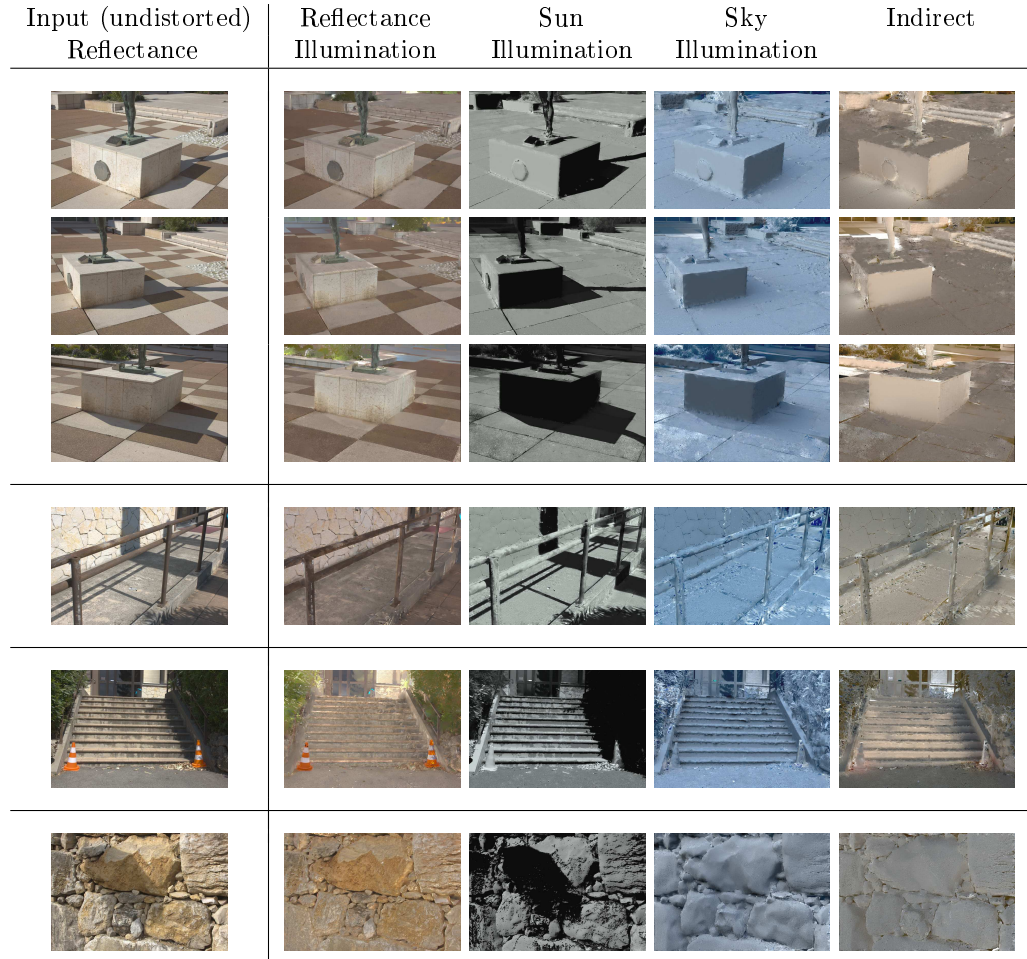 Input (undistorted) Reflectance Sun Sky Indirect
Reflectance Illumination Illumination Illumination